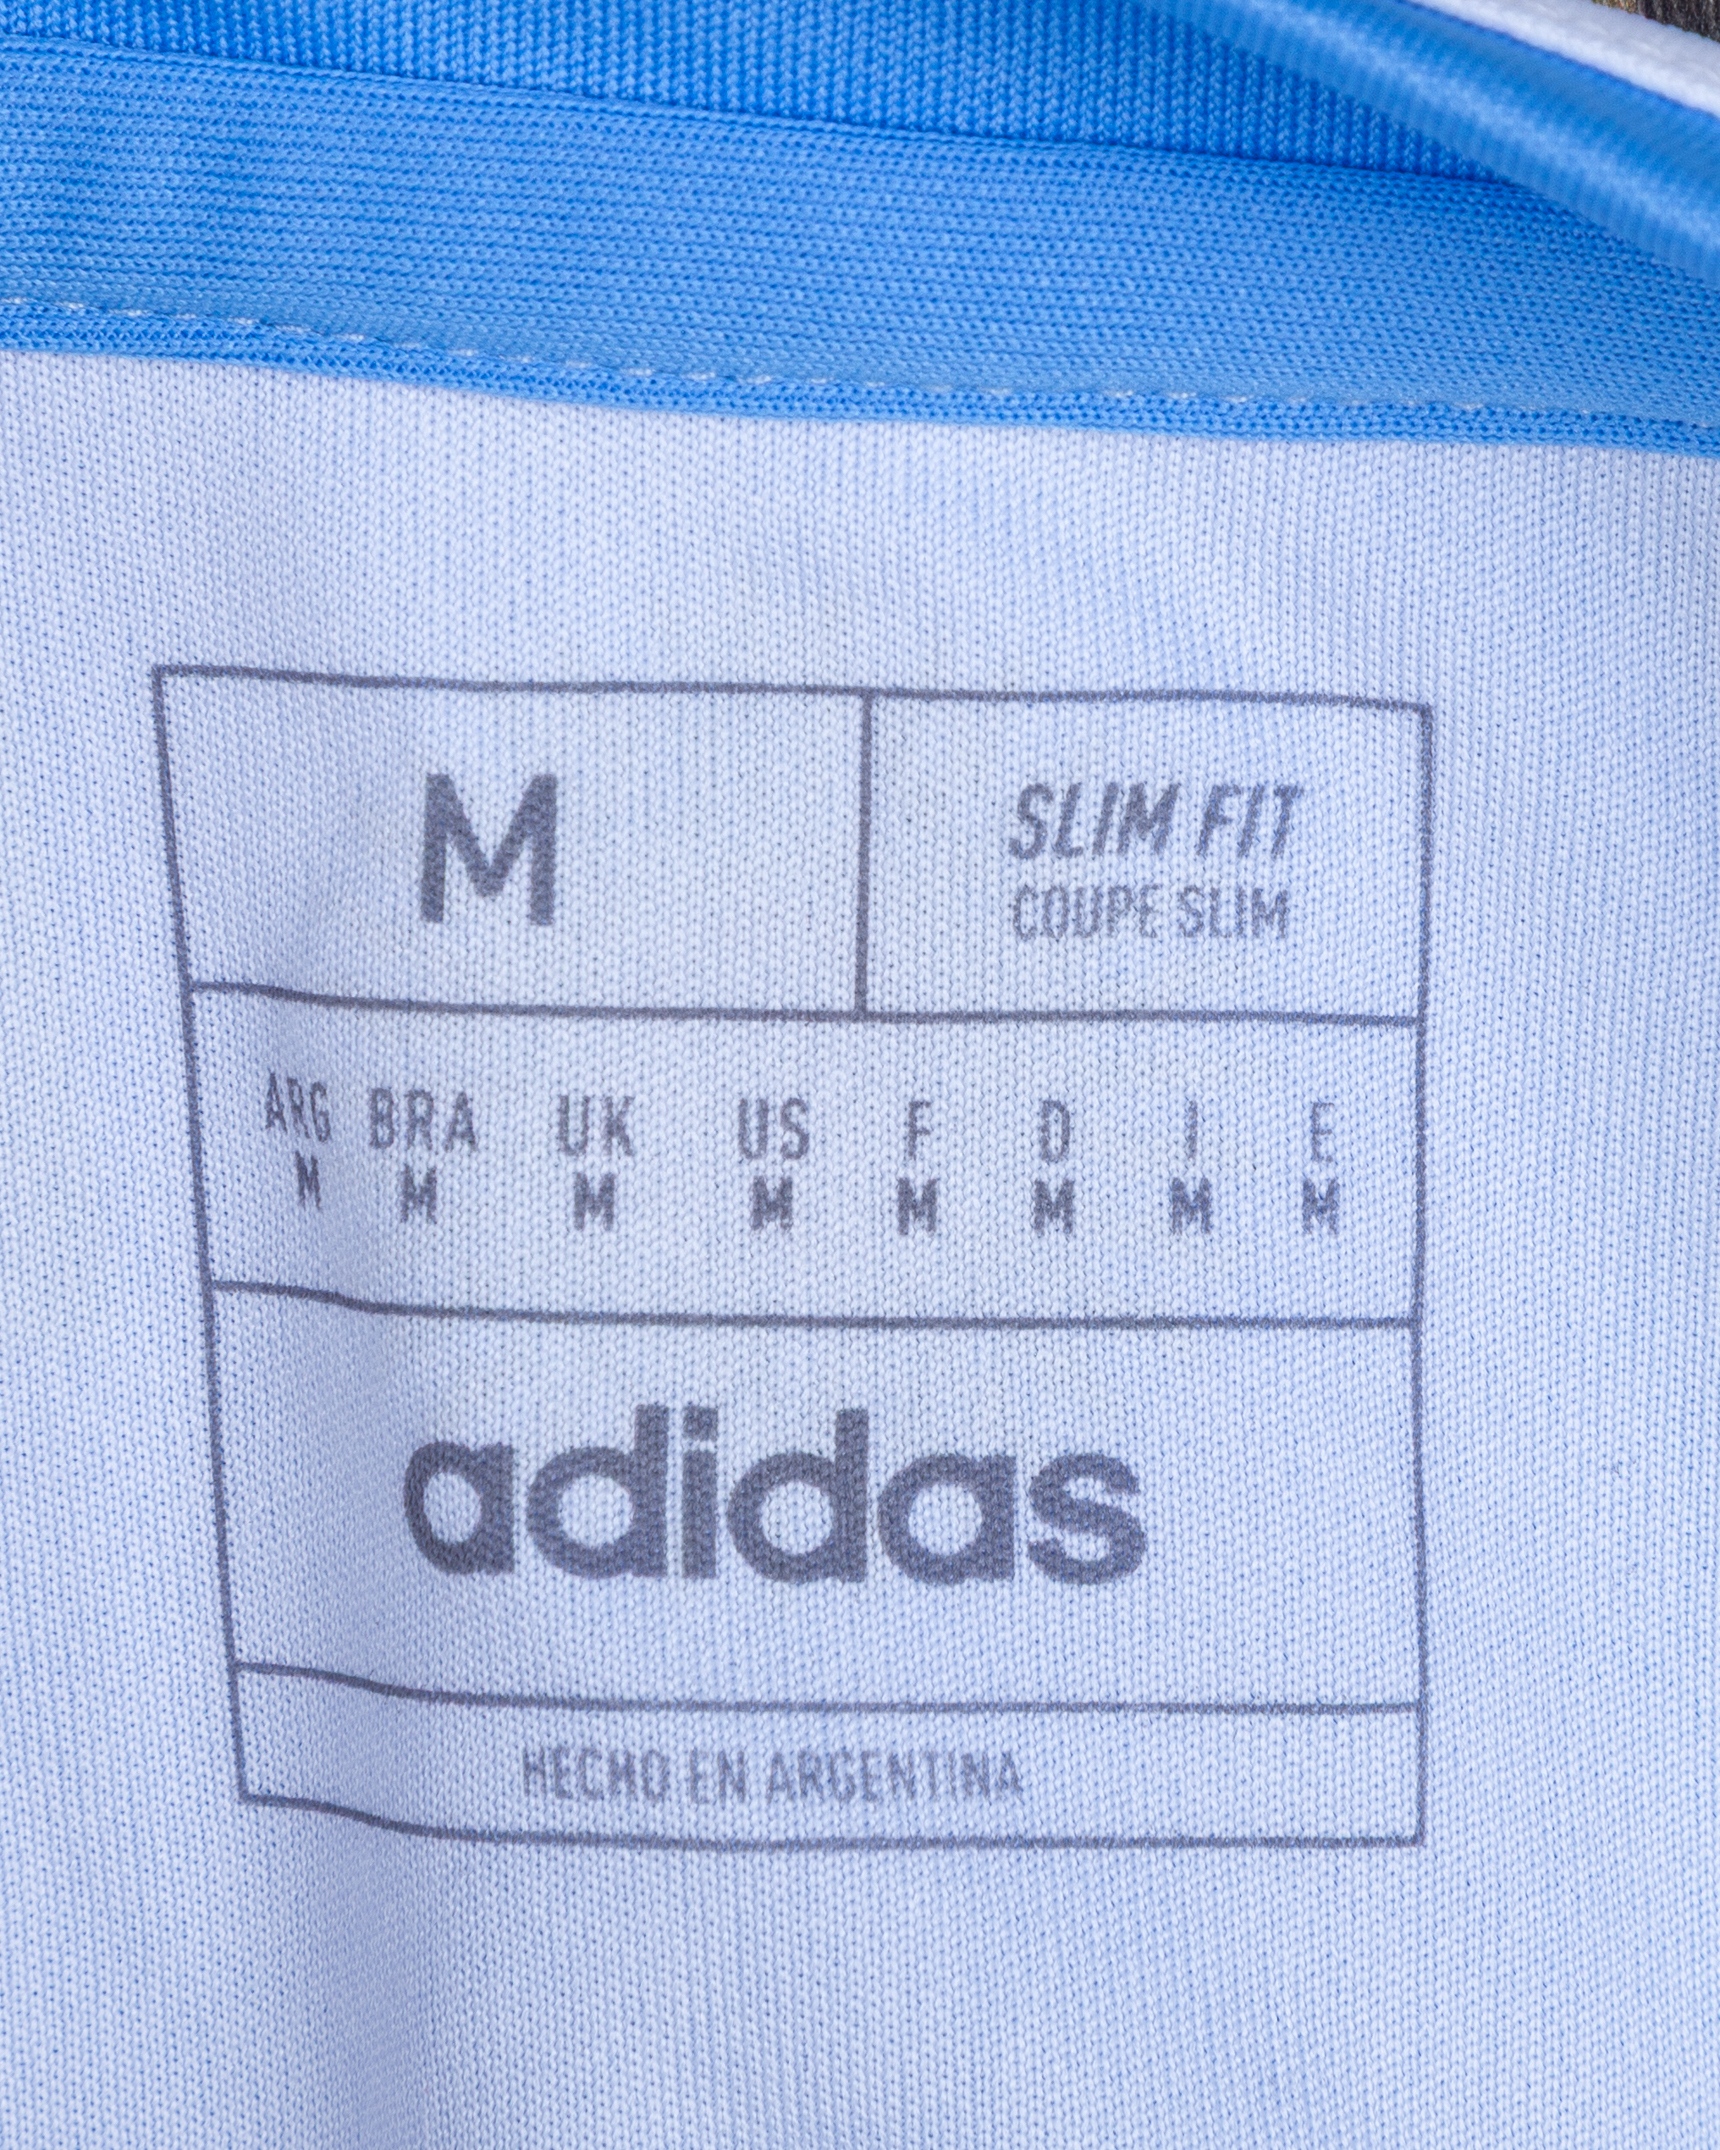 M
SLIM FIT
COUPE SLIM
ARG BRA UK US F D I E
M M M M M M M M
adidas
HECHO EN ARGENTINA